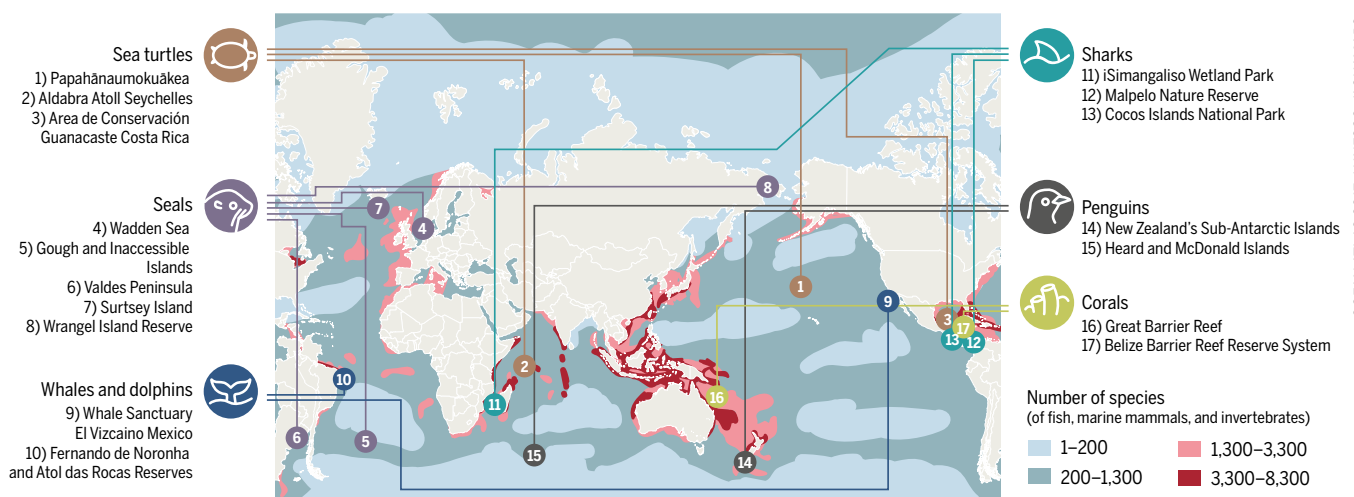 Sea turtles
1) Papahānaumokuākea
2) Aldabra Atoll Seychelles
3) Area de Conservación
Guanacaste Costa Rica
Seals
4) Wadden Sea
5) Gough and Inaccessible
Islands
6) Valdes Peninsula
7) Surtsey Island
8) Wrangel Island Reserve
Whales and dolphins
9) Whale Sanctuary
El Vizcaino Mexico
10) Fernando de Noronha
and Atol das Rocas Reserves
8
7
4
1
9
3
17
13
12
2
10
11
16
6
5
15
14
Sharks
11) iSimangaliso Wetland Park
12) Malpelo Nature Reserve
13) Cocos Islands National Park
Penguins
14) New Zealand's Sub-Antarctic Islands
15) Heard and McDonald Islands
Corals
16) Great Barrier Reef
17) Belize Barrier Reef Reserve System
Number of species
(of fish, marine mammals, and invertebrates)
1–200
200–1,300
1,300–3,300
3,300–8,300